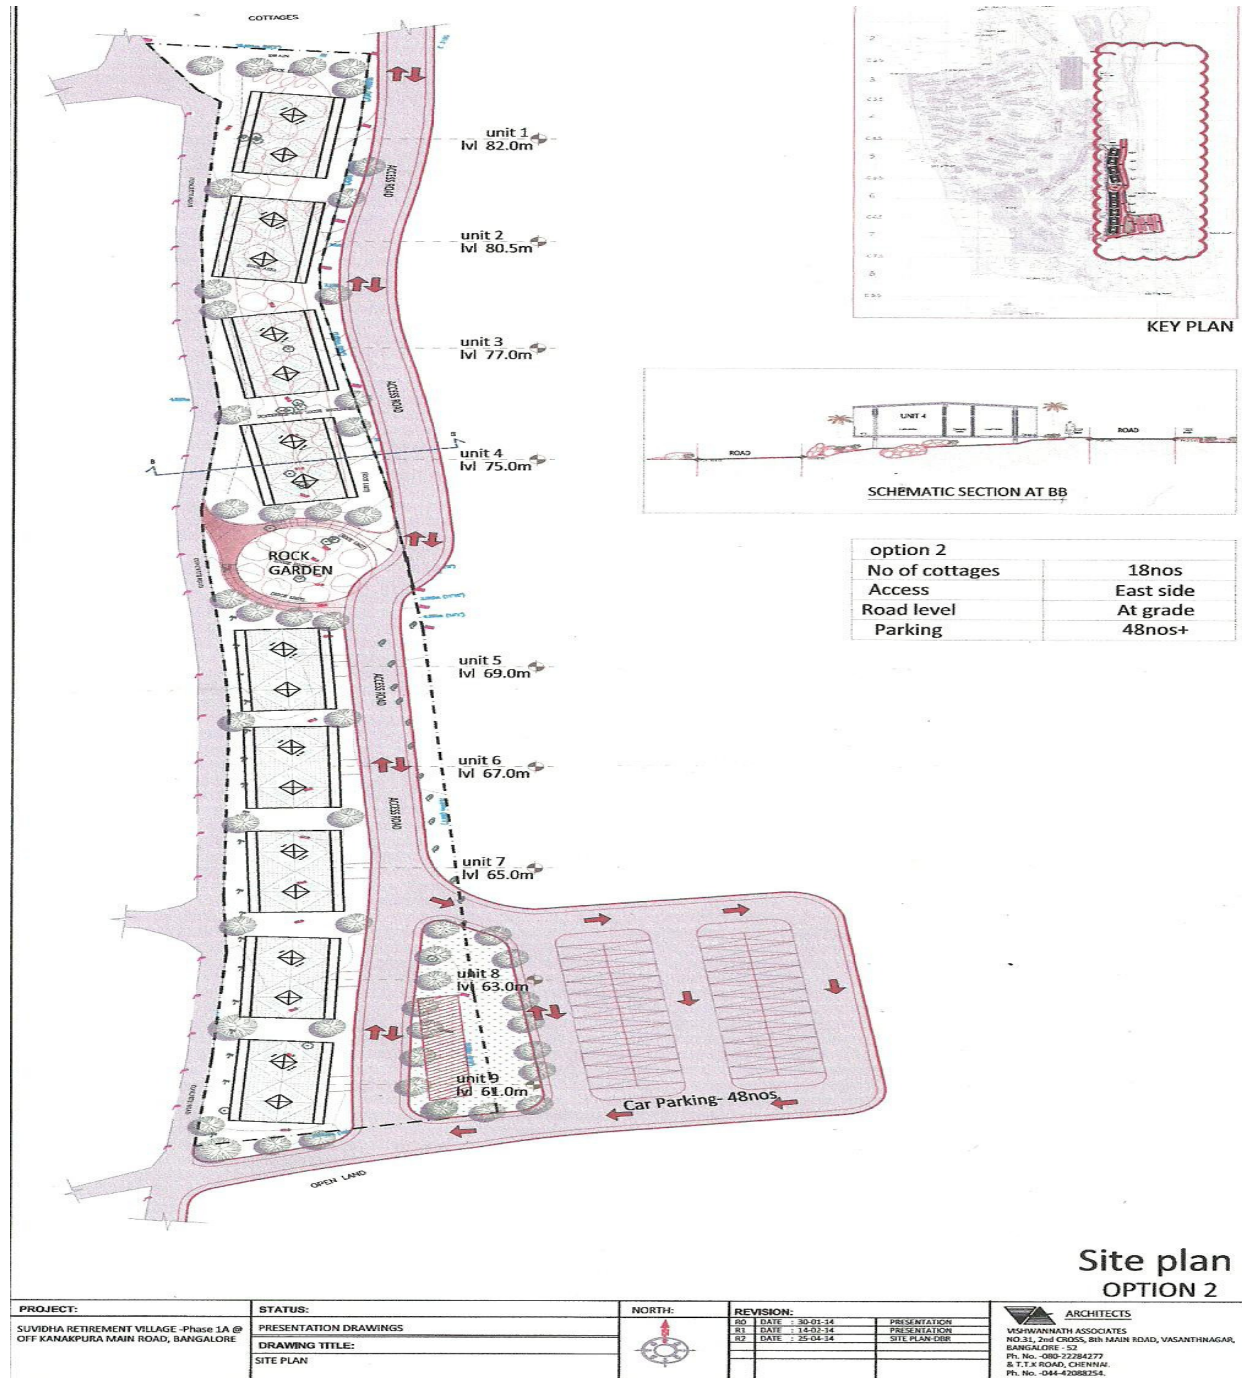 COTTAGES
unit 1
lvl 82.0m
unit 2
lvl 80.5m
unit 3
lvl 77.0m
unit 4
lvl 75.0m
unit 5
lvl 69.0m
unit 6
lvl 67.0m
unit 7
lvl 65.0m
unit 8
lvl 63.0m
unit 9
lvl 61.0m
ACCESS ROAD
ACCESS ROAD
ACCESS ROAD
ACCESS ROAD
ROCK
GARDEN
Car Parking- 48nos.
OPEN LAND
KEY PLAN
UNIT 4
ROAD
ROAD
SCHEMATIC SECTION AT BB
option 2
No of cottages 18nos
Access East side
Road level At grade
Parking 48nos+
Site plan
OPTION 2
PROJECT:
SUVIDHA RETIREMENT VILLAGE -Phase 1A @
OFF KANAKPURA MAIN ROAD, BANGALORE
STATUS:
PRESENTATION DRAWINGS
DRAWING TITLE:
SITE PLAN
NORTH:
REVISION:
R0 DATE : 30-01-14 PRESENTATION
R1 DATE : 14-02-14 PRESENTATION
R2 DATE : 25-04-14 SITE PLAN-DBR
ARCHITECTS
VISHWANNATH ASSOCIATES
NO.31, 2nd CROSS, 8th MAIN ROAD, VASANTHNAGAR,
BANGALORE - 52
Ph. No. -080-22284277
& T.T.K ROAD, CHENNAI.
Ph. No. -044-42088254.